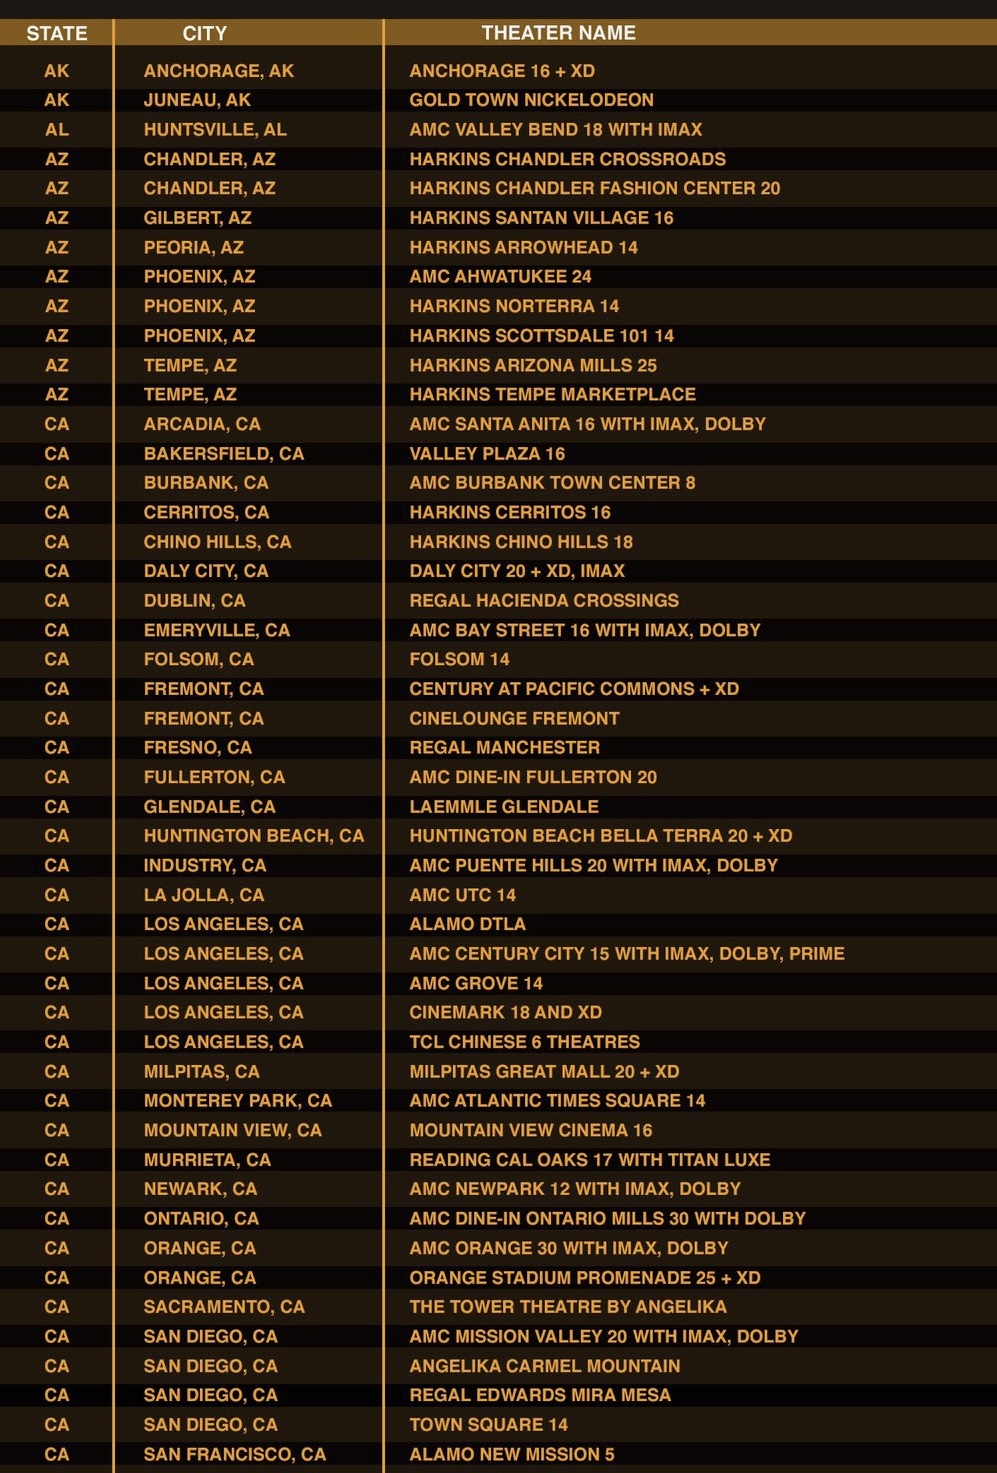 STATE CITY THEATER NAME
AK ANCHORAGE, AK ANCHORAGE 16 + XD
AK JUNEAU, AK GOLD TOWN NICKELODEON
AL HUNTSVILLE, AL AMC VALLEY BEND 18 WITH IMAX
AZ CHANDLER, AZ HARKINS CHANDLER CROSSROADS
AZ CHANDLER, AZ HARKINS CHANDLER FASHION CENTER 20
AZ GILBERT, AZ HARKINS SANTAN VILLAGE 16
AZ PEORIA, AZ HARKINS ARROWHEAD 14
AZ PHOENIX, AZ AMC AHWATUKEE 24
AZ PHOENIX, AZ HARKINS NORTERRA 14
AZ PHOENIX, AZ HARKINS SCOTTSDALE 101 14
AZ TEMPE, AZ HARKINS ARIZONA MILLS 25
AZ TEMPE, AZ HARKINS TEMPE MARKETPLACE
CA ARCADIA, CA AMC SANTA ANITA 16 WITH IMAX, DOLBY
CA BAKERSFIELD, CA VALLEY PLAZA 16
CA BURBANK, CA AMC BURBANK TOWN CENTER 8
CA CERRITOS, CA HARKINS CERRITOS 16
CA CHINO HILLS, CA HARKINS CHINO HILLS 18
CA DALY CITY, CA DALY CITY 20 + XD, IMAX
CA DUBLIN, CA REGAL HACIENDA CROSSINGS
CA EMERYVILLE, CA AMC BAY STREET 16 WITH IMAX, DOLBY
CA FOLSOM, CA FOLSOM 14
CA FREMONT, CA CENTURY AT PACIFIC COMMONS + XD
CA FREMONT, CA CINELOUNGE FREMONT
CA FRESNO, CA REGAL MANCHESTER
CA FULLERTON, CA AMC DINE-IN FULLERTON 20
CA GLENDALE, CA LAEMMLE GLENDALE
CA HUNTINGTON BEACH, CA HUNTINGTON BEACH BELLA TERRA 20 + XD
CA INDUSTRY, CA AMC PUENTE HILLS 20 WITH IMAX, DOLBY
CA LA JOLLA, CA AMC UTC 14
CA LOS ANGELES, CA ALAMO DTLA
CA LOS ANGELES, CA AMC CENTURY CITY 15 WITH IMAX, DOLBY, PRIME
CA LOS ANGELES, CA AMC GROVE 14
CA LOS ANGELES, CA CINEMARK 18 AND XD
CA LOS ANGELES, CA TCL CHINESE 6 THEATRES
CA MILPITAS, CA MILPITAS GREAT MALL 20 + XD
CA MONTEREY PARK, CA AMC ATLANTIC TIMES SQUARE 14
CA MOUNTAIN VIEW, CA MOUNTAIN VIEW CINEMA 16
CA MURRIETA, CA READING CAL OAKS 17 WITH TITAN LUXE
CA NEWARK, CA AMC NEWPARK 12 WITH IMAX, DOLBY
CA ONTARIO, CA AMC DINE-IN ONTARIO MILLS 30 WITH DOLBY
CA ORANGE, CA AMC ORANGE 30 WITH IMAX, DOLBY
CA ORANGE, CA ORANGE STADIUM PROMENADE 25 + XD
CA SACRAMENTO, CA THE TOWER THEATRE BY ANGELIKA
CA SAN DIEGO, CA AMC MISSION VALLEY 20 WITH IMAX, DOLBY
CA SAN DIEGO, CA ANGELIKA CARMEL MOUNTAIN
CA SAN DIEGO, CA REGAL EDWARDS MIRA MESA
CA SAN DIEGO, CA TOWN SQUARE 14
CA SAN FRANCISCO, CA ALAMO NEW MISSION 5